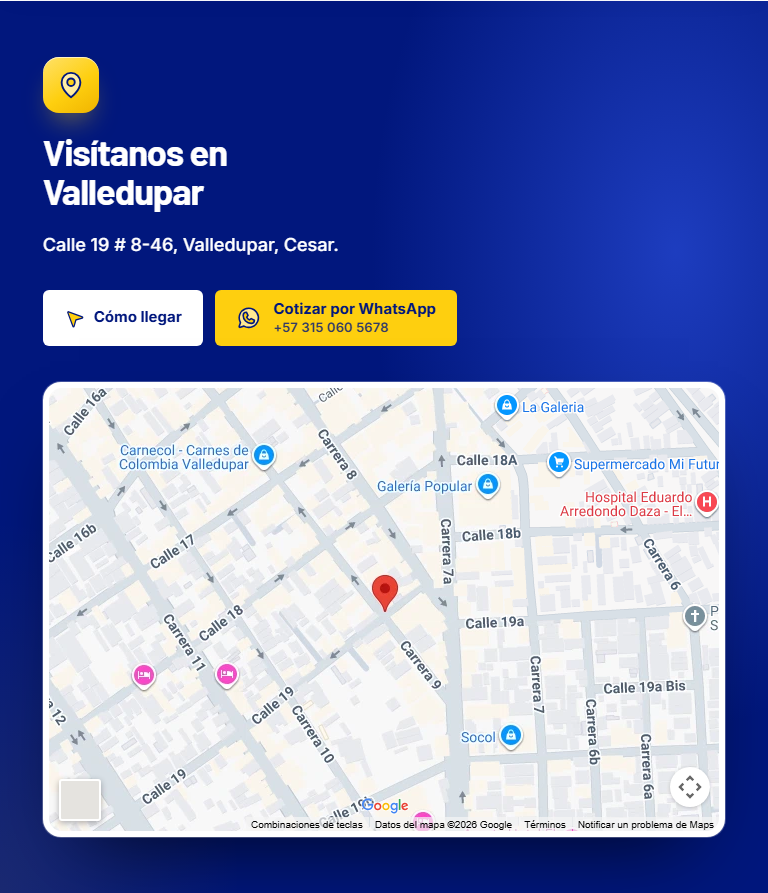 Visítanos en
Valledupar
Calle 19 # 8-46, Valledupar, Cesar.
Cómo llegar
Cotizar por WhatsApp
+57 315 060 5678
Calle 16a
Carrera 8
La Galeria
Carnecol - Carnes de
Colombia Valledupar
Calle 18A
Supermercado Mi Futur
Galería Popular
Hospital Eduardo
Arredondo Daza - El...
Calle 16b
Calle 17
Carrera 7a
Calle 18b
Carrera 6
Calle 18
Calle 19a
P
S
Carrera 11
Carrera 9
Carrera 7
Calle 19a Bis
12
Calle 19
Carrera 10
Socol
Carrera 6b
Carrera 6a
Calle 19
Google
Combinaciones de teclas
Datos del mapa ©2026 Google
Términos
Notificar un problema de Maps